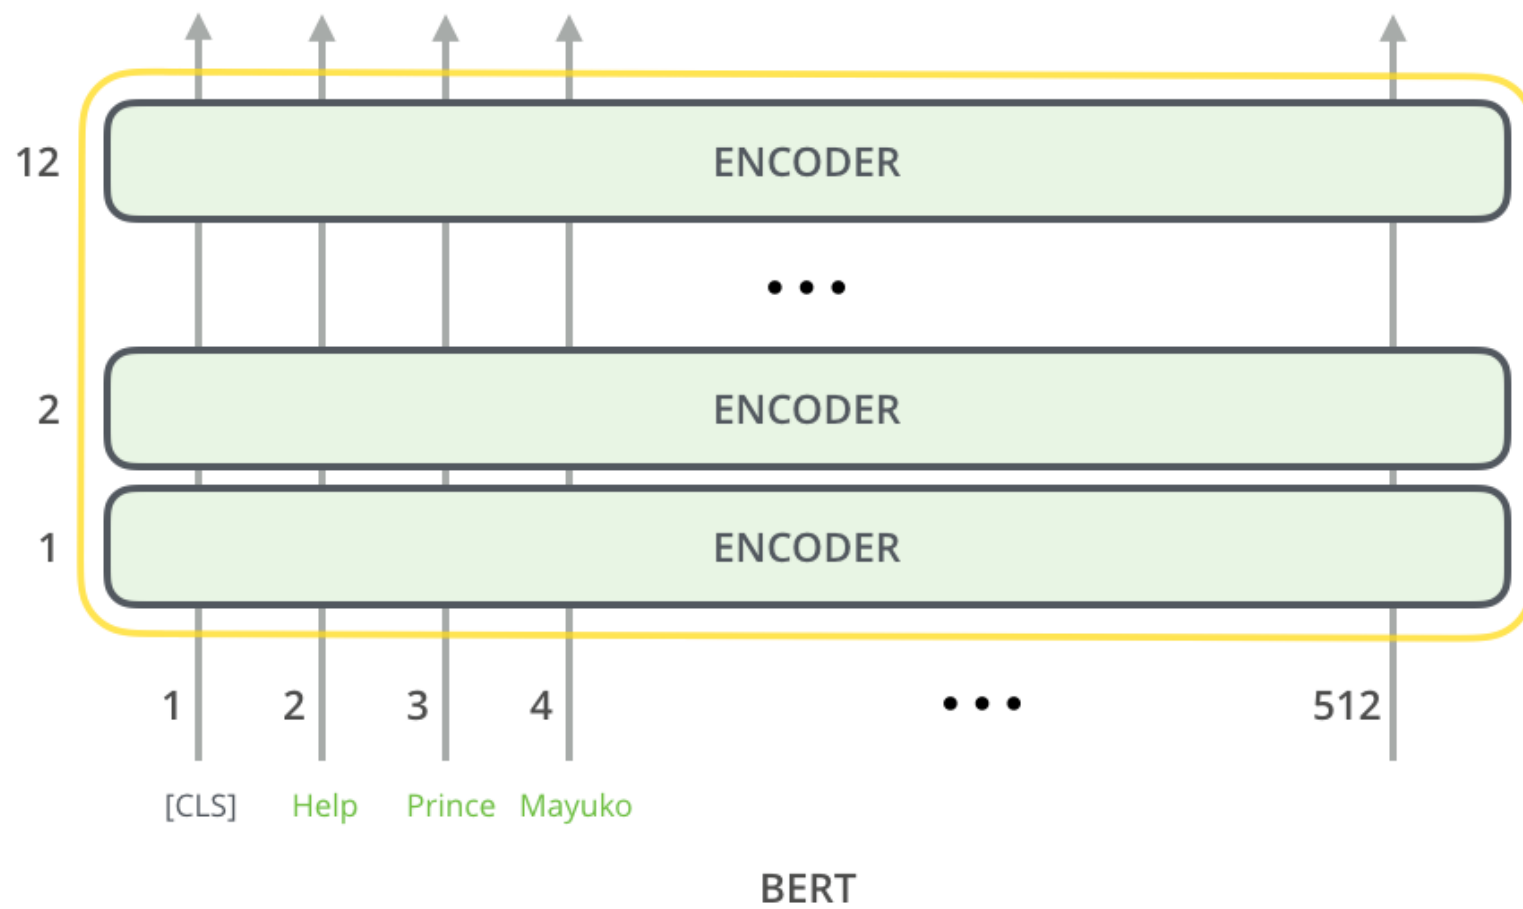 12 ENCODER
...
2 ENCODER
1 ENCODER
1 2 3 4 ... 512
[CLS] Help Prince Mayuko
BERT